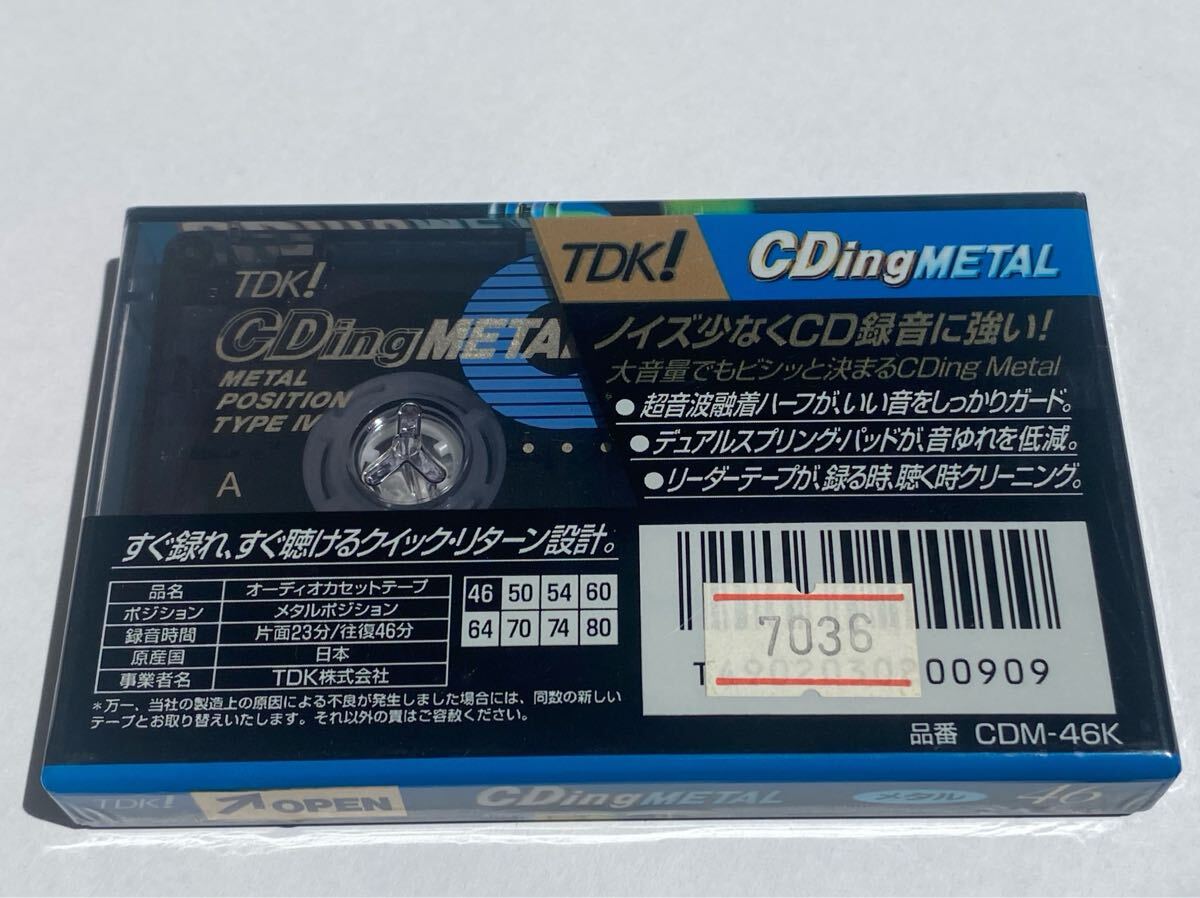 TDK!
CDingMETAL
METAL
POSITION
TYPE IV
A
TDK!
CDingMETAL
ノイズ少なくCD録音に強い!
大音量でもビシッと決まるCDing Metal
●超音波融着ハーフが、いい音をしっかりガード。
●デュアルスプリング・パッドが、音ゆれを低減。
●リーダーテープが、録る時、聴く時クリーニング。
すぐ録れ、すぐ聴けるクイック・リターン設計。
品名 オーディオカセットテープ
ポジション メタルポジション
録音時間 片面23分/往復46分
原産国 日本
事業者名 TDK株式会社
46 50 54 60
64 70 74 80
*万一、当社の製造上の原因による不良が発生しました場合には、同数の新しい
テープとお取り替えいたします。それ以外の責はご容赦ください。
7036
T4902030900909
品番 CDM-46K
TDK!
OPEN
CDingMETAL
メタル
46